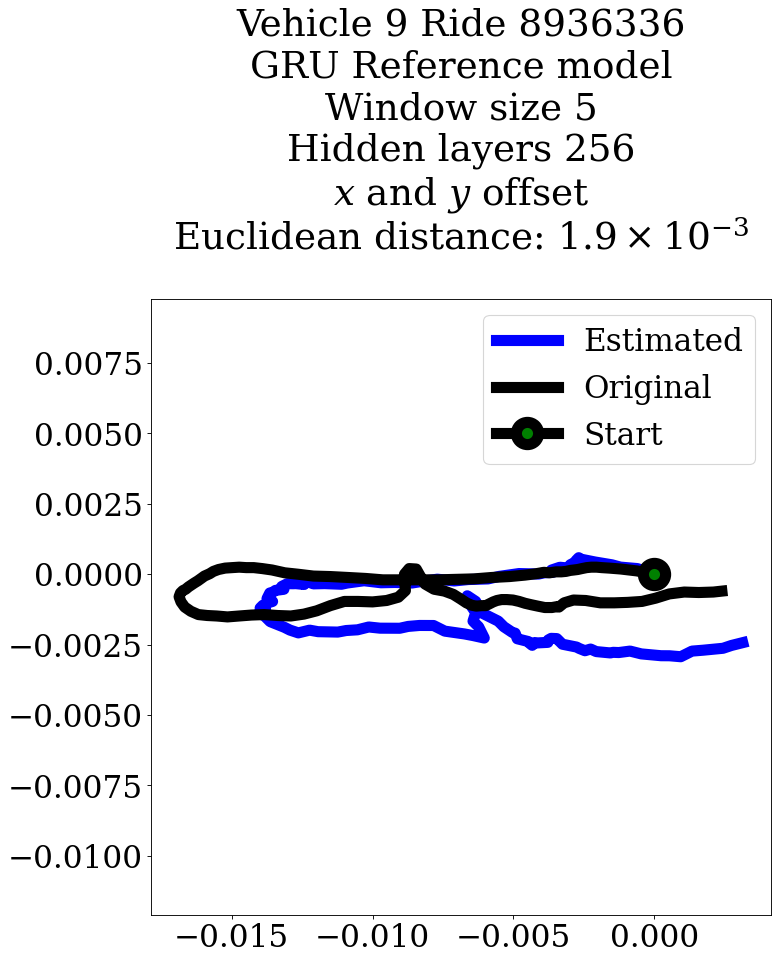 Vehicle 9 Ride 8936336
GRU Reference model
Window size 5
Hidden layers 256
x and y offset
Euclidean distance: 1.9 × 10⁻³
Estimated
Original
Start
0.0075
0.0050
0.0025
0.0000
−0.0025
−0.0050
−0.0075
−0.0100
−0.015 −0.010 −0.005 0.000